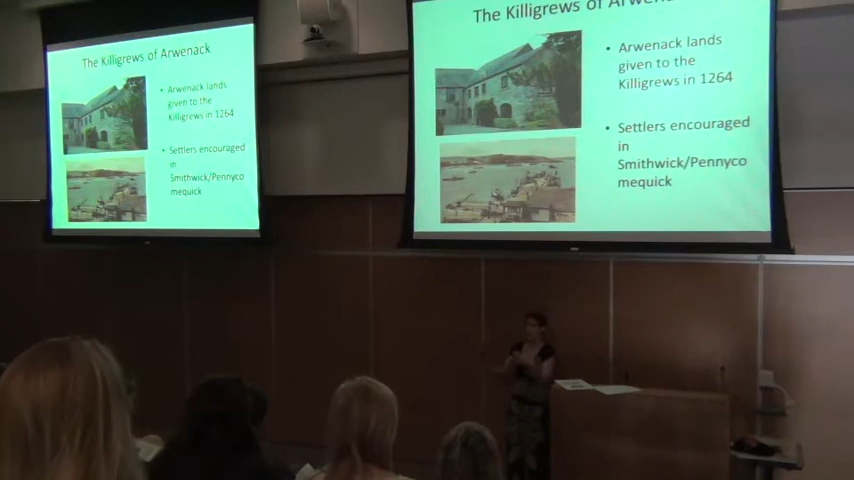 The Killigrews of Arwenack
• Arwenack lands
given to the
Killigrews in 1264
• Settlers encouraged
in
Smithwick/Pennyco
mequick
The Killigrews of Arwenack
• Arwenack lands
given to the
Killigrews in 1264
• Settlers encouraged
in
Smithwick/Pennyco
mequick